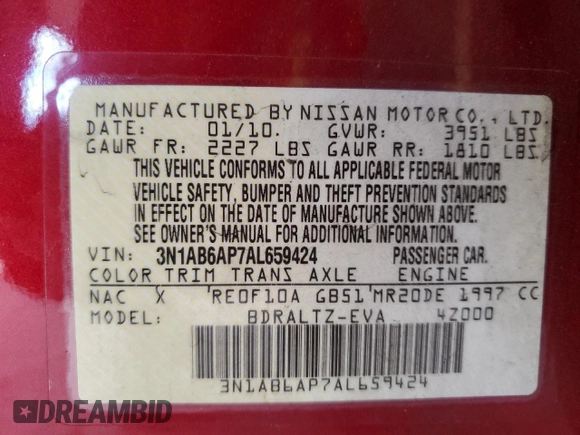 MANUFACTURED BY NISSAN MOTOR CO., LTD.
DATE: 01/10. GVWR: 3951 LBS
GAWR FR: 2227 LBS GAWR RR: 1810 LBS
THIS VEHICLE CONFORMS TO ALL APPLICABLE FEDERAL MOTOR
VEHICLE SAFETY, BUMPER AND THEFT PREVENTION STANDARDS
IN EFFECT ON THE DATE OF MANUFACTURE SHOWN ABOVE.
SEE OWNER'S MANUAL FOR ADDITIONAL INFORMATION.
VIN: 3N1AB6AP7AL659424 PASSENGER CAR.
COLOR TRIM TRANS AXLE ENGINE
NAC X RE0F10A GB51 MR20DE 1997 CC
MODEL: BDRALTZ-EVA 4Z000
3N1AB6AP7AL659424
DREAMBID